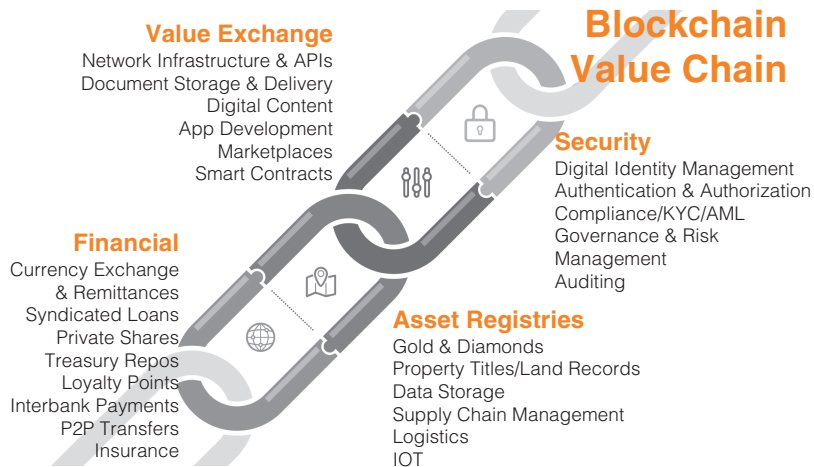 Blockchain
Value Chain
Value Exchange
Network Infrastructure & APIs
Document Storage & Delivery
Digital Content
App Development
Marketplaces
Smart Contracts
Security
Digital Identity Management
Authentication & Authorization
Compliance/KYC/AML
Governance & Risk
Management
Auditing
Financial
Currency Exchange
& Remittances
Syndicated Loans
Private Shares
Treasury Repos
Loyalty Points
Interbank Payments
P2P Transfers
Insurance
Asset Registries
Gold & Diamonds
Property Titles/Land Records
Data Storage
Supply Chain Management
Logistics
IOT